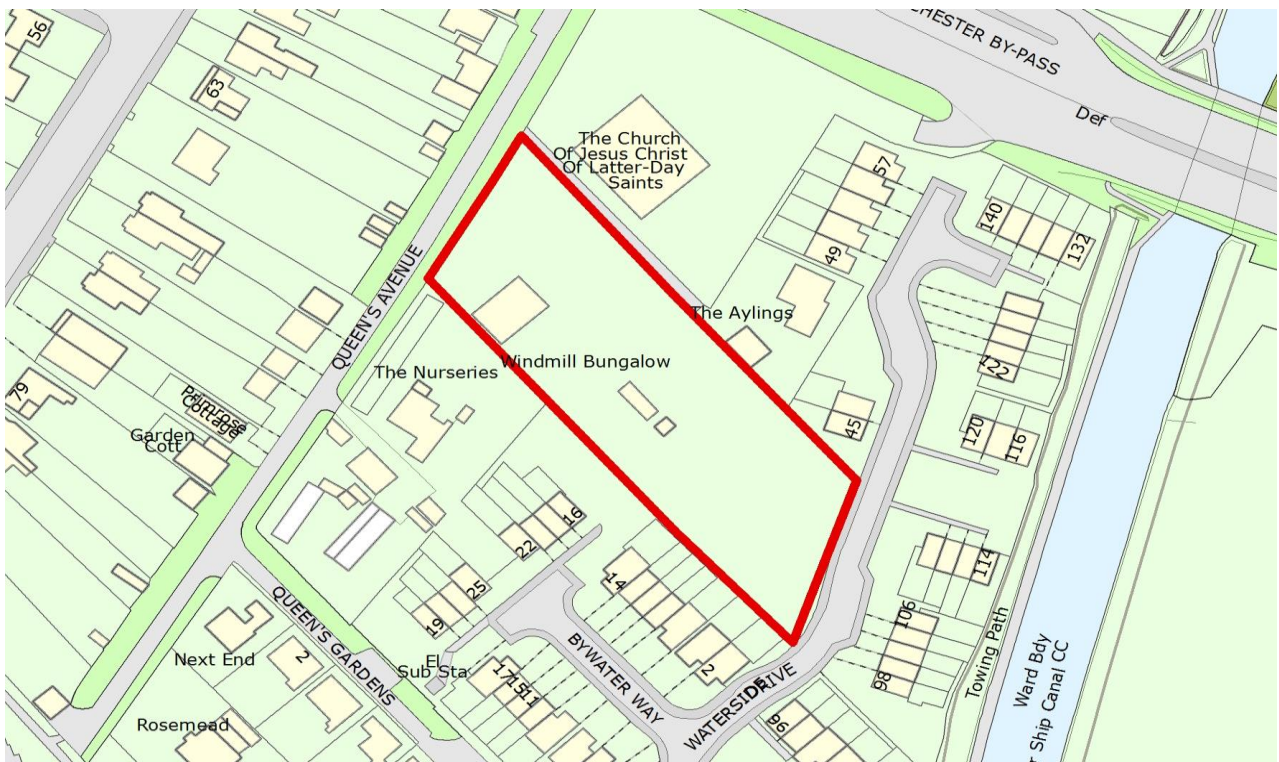 56
CHESTER BY-PASS
63
Def
The Church
Of Jesus Christ
Of Latter-Day
Saints
57
140
132
49
QUEEN'S AVENUE
The Aylings
122
Windmill Bungalow
The Nurseries
79
Primrose
Cottage
Garden
Cott
45
120
116
16
22
114
14
25
19
106
QUEEN'S GARDENS
Next End
2
El
Sub Sta
BYWATER WAY
2
98
Towing Path
Ward Bdy
r Ship Canal CC
17
15
11
WATERSIDE
DRIVE
96
Rosemead